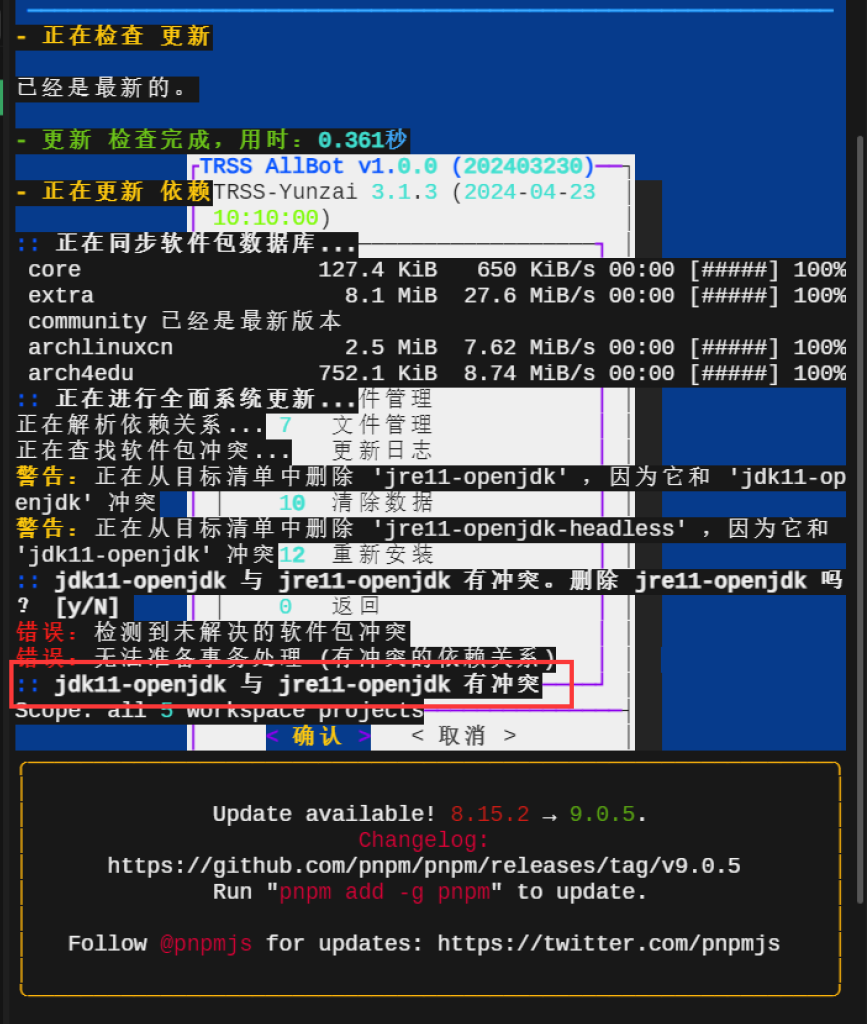 - 正在检查 更新
已经是最新的。
- 更新 检查完成，用时：0.361秒
TRSS AllBot v1.0.0 (202403230)
- 正在更新 依赖TRSS-Yunzai 3.1.3 (2024-04-23
10:10:00)
:: 正在同步软件包数据库...
core 127.4 KiB 650 KiB/s 00:00 [#####] 100%
extra 8.1 MiB 27.6 MiB/s 00:00 [#####] 100%
community 已经是最新版本
archlinuxcn 2.5 MiB 7.62 MiB/s 00:00 [#####] 100%
arch4edu 752.1 KiB 8.74 MiB/s 00:00 [#####] 100%
:: 正在进行全面系统更新...件管理
正在解析依赖关系... 7 文件管理
正在查找软件包冲突... 更新日志
警告：正在从目标清单中删除 'jre11-openjdk' ，因为它和 'jdk11-op
enjdk' 冲突 10 清除数据
警告：正在从目标清单中删除 'jre11-openjdk-headless' ，因为它和
'jdk11-openjdk' 冲突12 重新安装
:: jdk11-openjdk 与 jre11-openjdk 有冲突。删除 jre11-openjdk 吗
？ [y/N] 0 返回
错误：检测到未解决的软件包冲突
错误：无法准备事务处理 (有冲突的依赖关系)
:: jdk11-openjdk 与 jre11-openjdk 有冲突
Scope: all 5 workspace projects
< 确认 > < 取消 >
Update available! 8.15.2 → 9.0.5.
Changelog:
https://github.com/pnpm/pnpm/releases/tag/v9.0.5
Run "pnpm add -g pnpm" to update.
Follow @pnpmjs for updates: https://twitter.com/pnpmjs